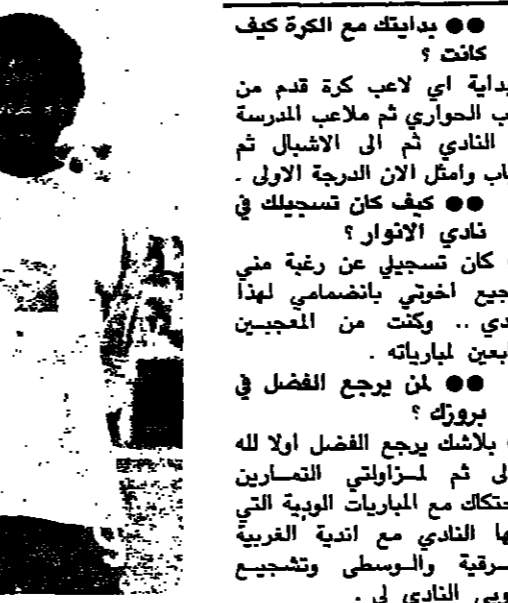 ●● بدايتك مع الكرة كيف
كانت ؟
بداية اي لاعب كرة قدم من
الحواري ثم ملاعب المدرسة
النادي ثم الى الاشبال ثم
وامثل الان الدرجة الاولى .
●● كيف كان تسجيلك في
نادي الانوار ؟
كان تسجيلي عن رغبة مني
اخوتي بانضمامي لهذا
.. وكنت من المعجبين
لمبارياته .
●● لمن يرجع الفضل في
بروزك ؟
بلاشك يرجع الفضل اولا لله
ثم لمزاولتي التمارين
مع المباريات الودية التي
النادي مع اندية الغربية
والوسطى وتشجيع
النادي لي .